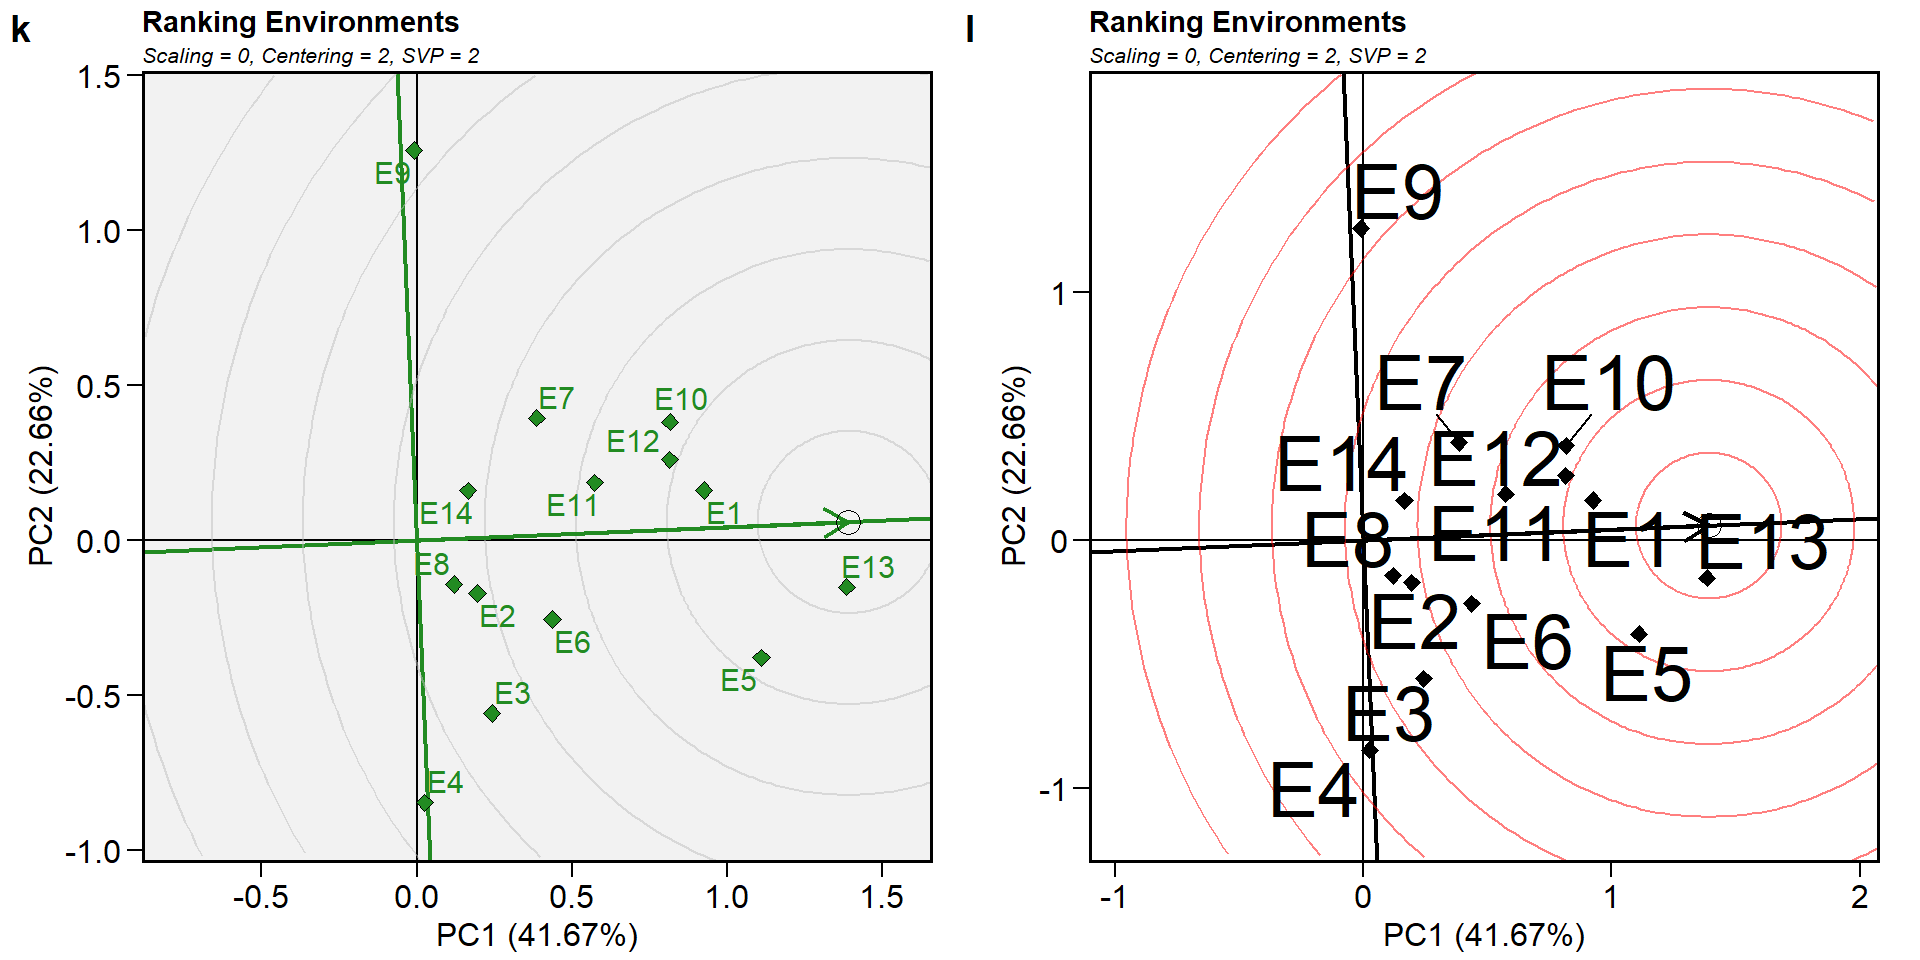 k
Ranking Environments
Scaling = 0, Centering = 2, SVP = 2
1.5
1.0
0.5
0.0
-0.5
-1.0
PC2 (22.66%)
E9
E7
E10
E12
E11
E14
E1
E8
E13
E2
E6
E5
E3
E4
-0.5
0.0
0.5
1.0
1.5
PC1 (41.67%)
l
Ranking Environments
Scaling = 0, Centering = 2, SVP = 2
1
0
-1
PC2 (22.66%)
E9
E7
E10
E14
E12
E8
E11
E1
E13
E2
E6
E5
E3
E4
-1
0
1
2
PC1 (41.67%)